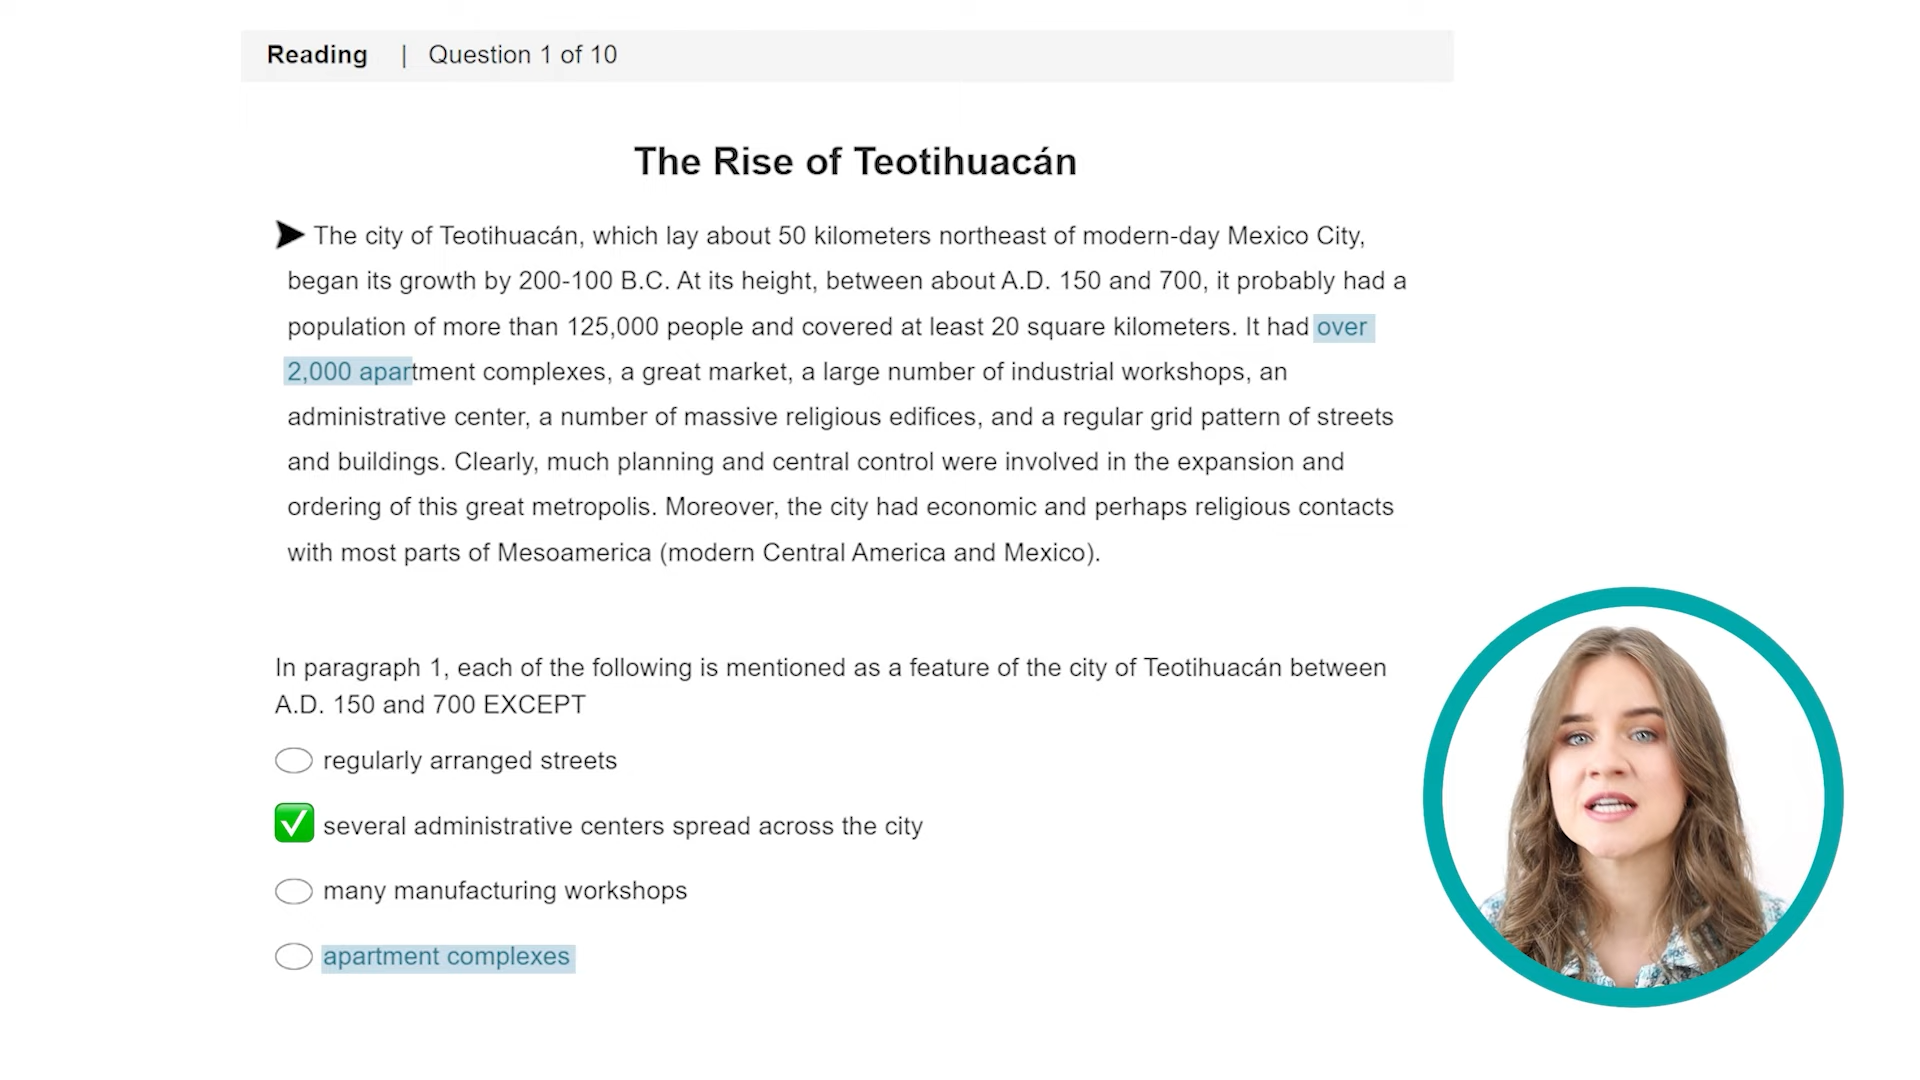 Reading | Question 1 of 10
The Rise of Teotihuacán
The city of Teotihuacán, which lay about 50 kilometers northeast of modern-day Mexico City,
began its growth by 200-100 B.C. At its height, between about A.D. 150 and 700, it probably had a
population of more than 125,000 people and covered at least 20 square kilometers. It had over
2,000 apartment complexes, a great market, a large number of industrial workshops, an
administrative center, a number of massive religious edifices, and a regular grid pattern of streets
and buildings. Clearly, much planning and central control were involved in the expansion and
ordering of this great metropolis. Moreover, the city had economic and perhaps religious contacts
with most parts of Mesoamerica (modern Central America and Mexico).
In paragraph 1, each of the following is mentioned as a feature of the city of Teotihuacán between
A.D. 150 and 700 EXCEPT
regularly arranged streets
several administrative centers spread across the city
many manufacturing workshops
apartment complexes